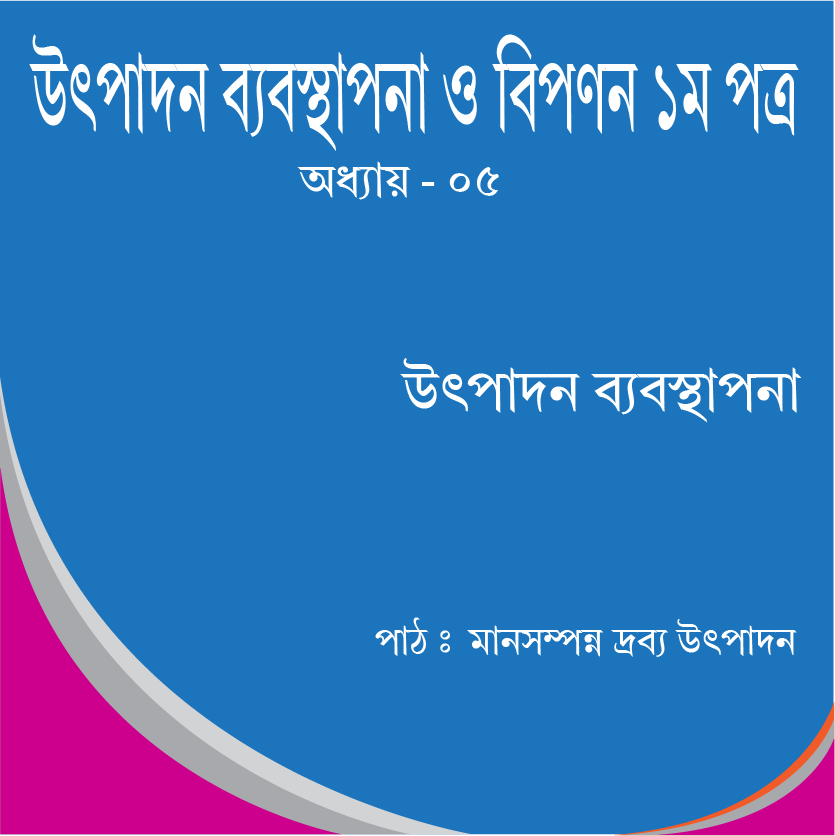 উৎপাদন ব্যবস্থাপনা ও বিপণন ১ম পত্র
অধ্যায় - ০৫
উৎপাদন ব্যবস্থাপনা
পাঠ ঃ মানসম্পন্ন দ্রব্য উৎপাদন